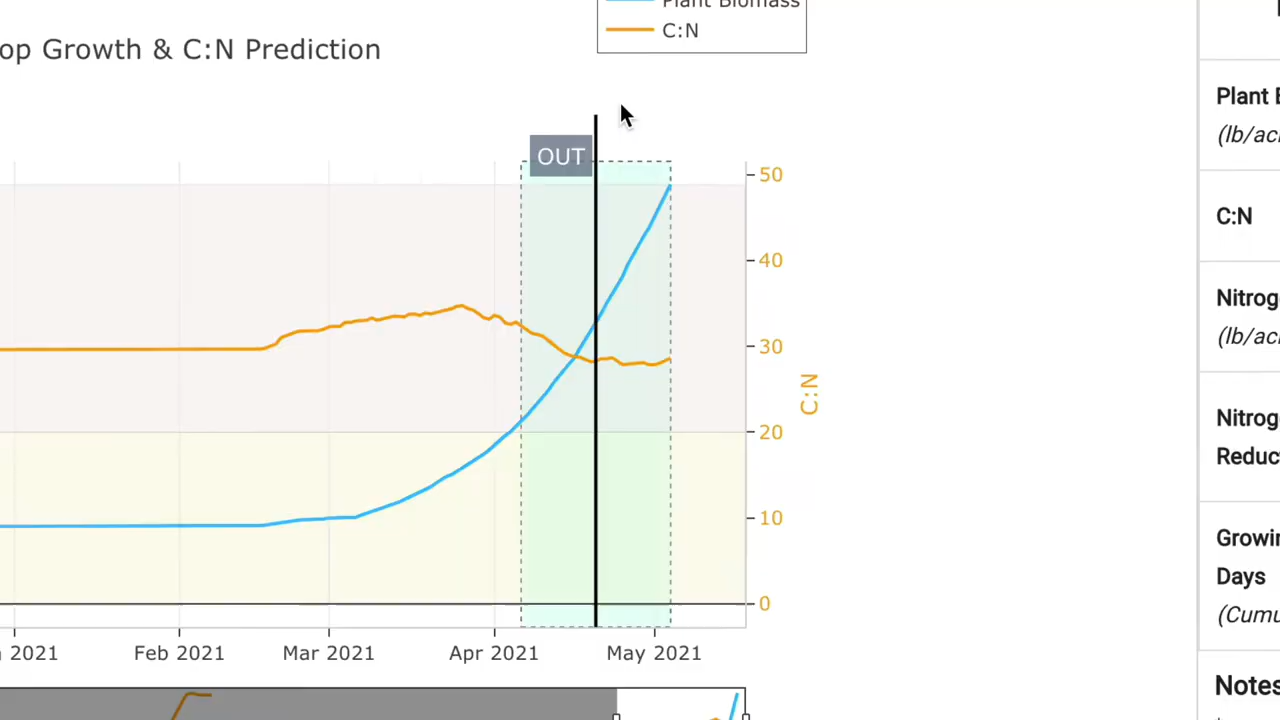 Plant Biomass
C:N
op Growth & C:N Prediction
OUT
50
40
30
20
10
0
C:N
2021
Feb 2021
Mar 2021
Apr 2021
May 2021
Plant
(lb/ac
C:N
Nitrog
(lb/ac
Nitrog
Reduc
Growi
Days
(Cumu
Notes